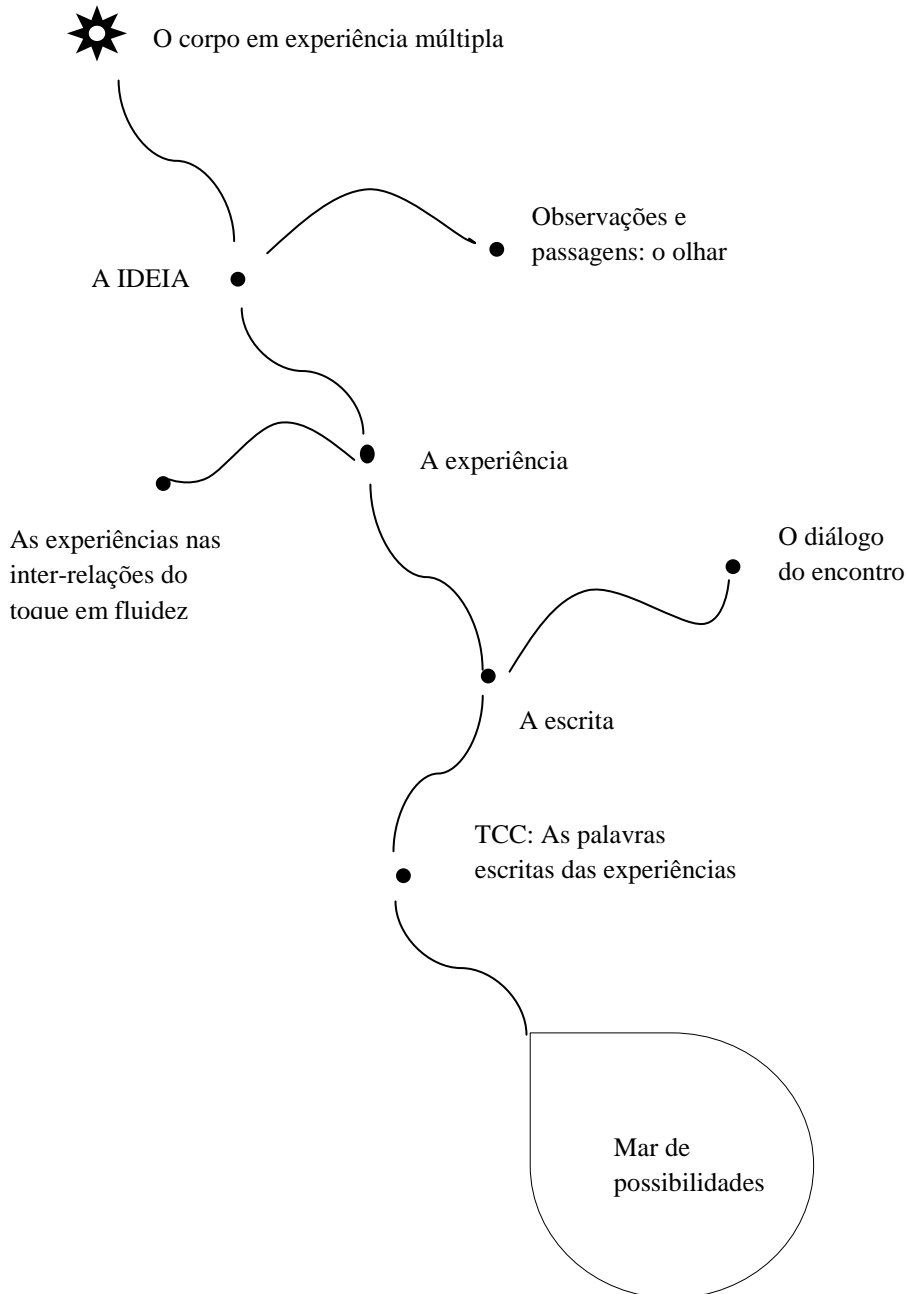 O corpo em experiência múltipla
Observações e
passagens: o olhar
A IDEIA
A experiência
As experiências nas
inter-relações do
toque em fluidez
O diálogo
do encontro
A escrita
TCC: As palavras
escritas das experiências
Mar de
possibilidades